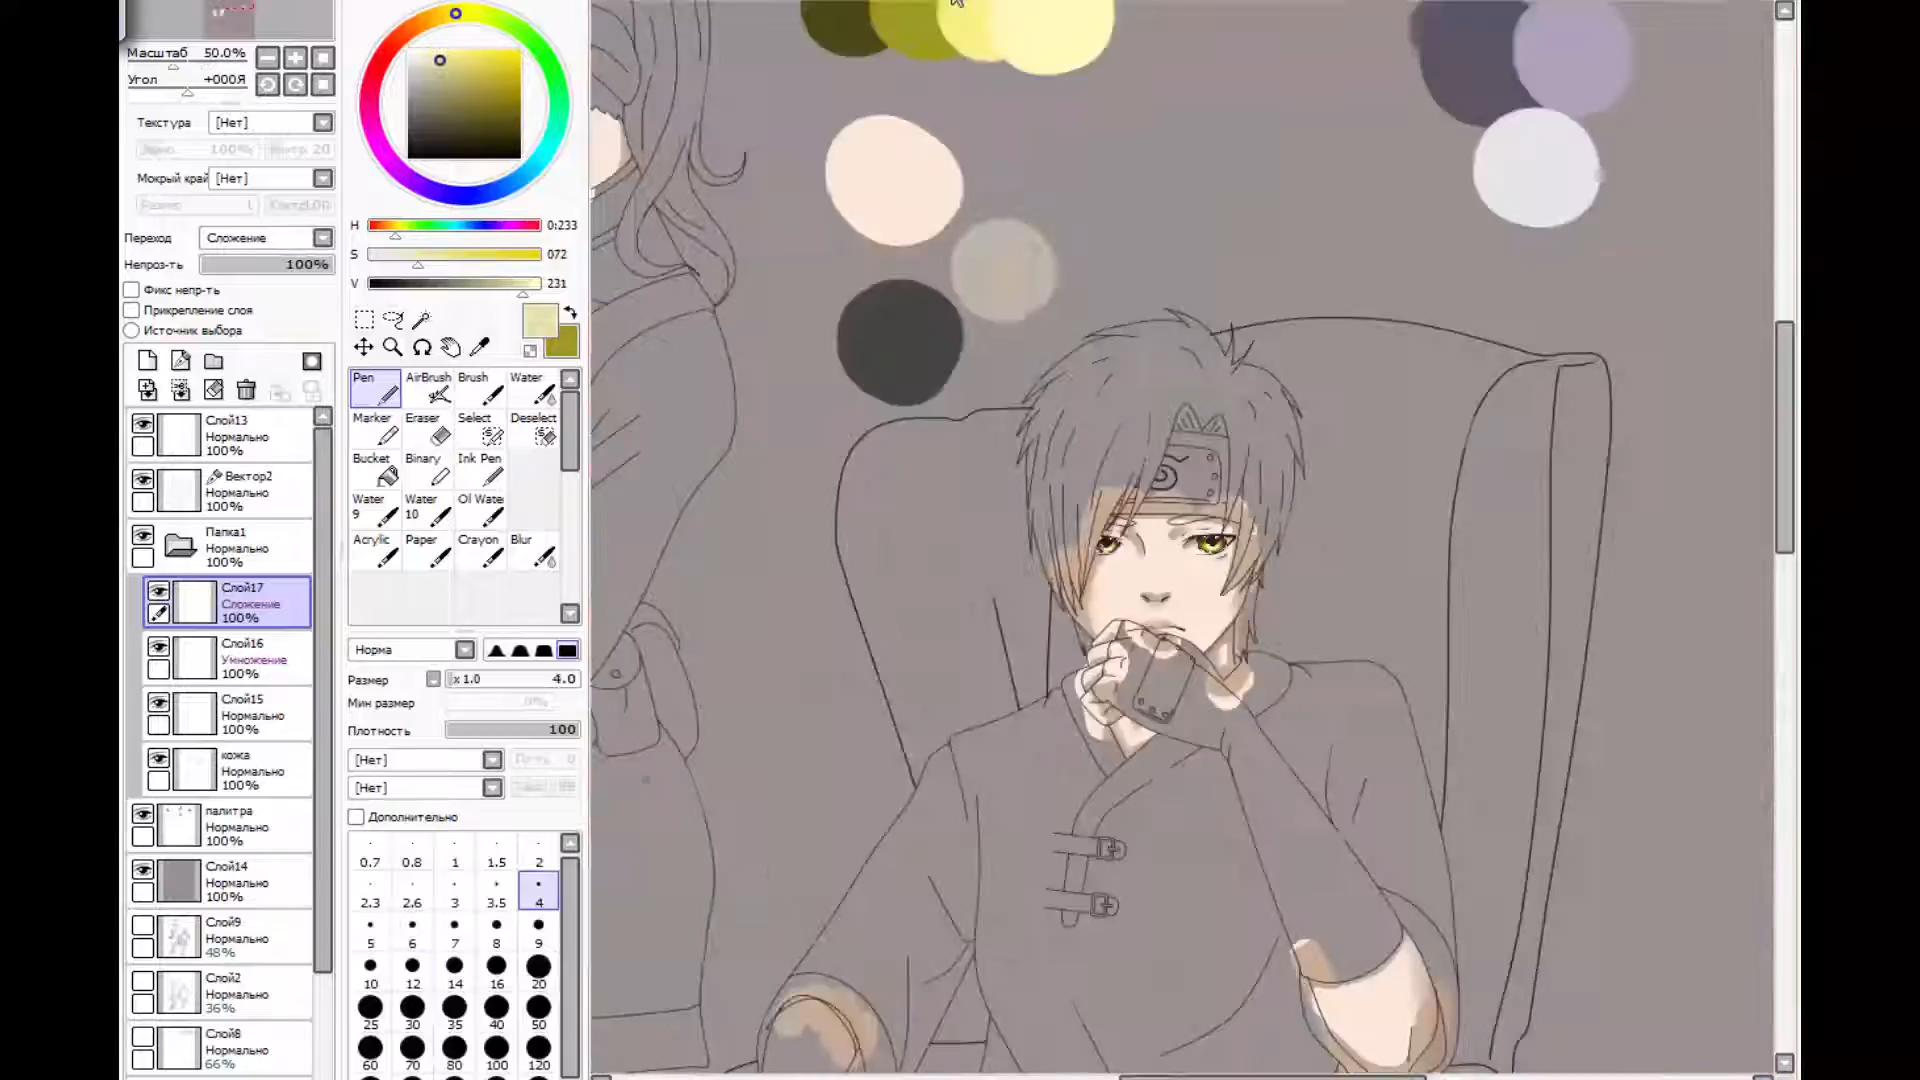 Масштаб 50.0%
Угол +000Я
Текстура [Нет]
100%
20
Мокрый край [Нет]
Размер 1
Переход Сложение
Непроз-ть 100%
Фикс непр-ть
Прикрепление слоя
Источник выбора
Слой13
Нормально
100%
Вектор2
Нормально
100%
Папка1
Нормально
100%
Слой17
Сложение
100%
Слой16
Умножение
100%
Слой15
Нормально
100%
кожа
Нормально
100%
палитра
Нормально
100%
Слой14
Нормально
100%
Слой9
Нормально
48%
Слой2
Нормально
36%
Слой8
Нормально
66%
H 0:233
S 072
V 231
Pen AirBrush Brush Water
Marker Eraser Select Deselect
Bucket Binary Ink Pen
Water 9 Water 10 Ol Wate
Acrylic Paper Crayon Blur
Норма
Размер x 1.0 4.0
Мин размер 0%
Плотность 100
[Нет]
[Нет]
Дополнительно
0.7 0.8 1 1.5 2
2.3 2.6 3 3.5 4
5 6 7 8 9
10 12 14 16 20
25 30 35 40 50
60 70 80 100 120